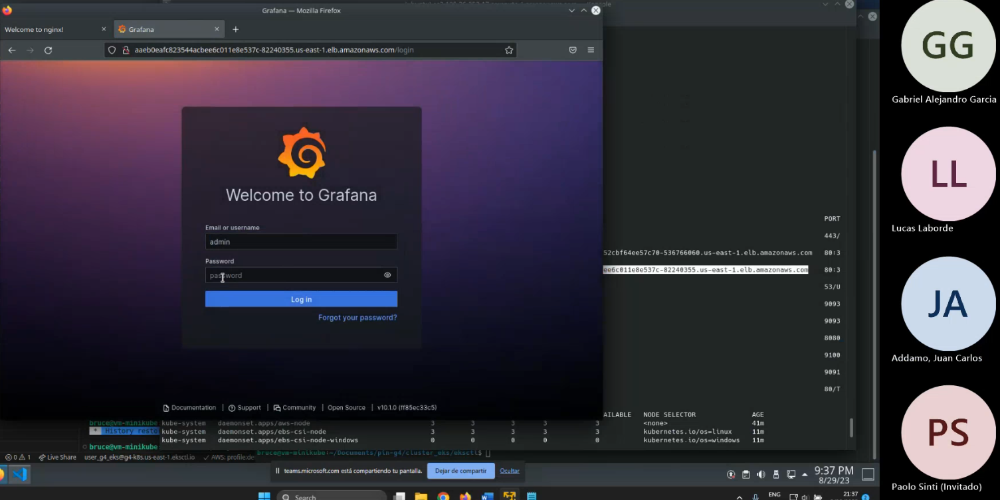 Grafana — Mozilla Firefox
Welcome to nginx!
Grafana
aaeb0eafc823544acbee6c011e8e537c-82240355.us-east-1.elb.amazonaws.com/login
Welcome to Grafana
Email or username
admin
Password
password
Log in
Forgot your password?
Documentation | Support | Community | Open Source | v10.1.0 (ff85ec33c5)
PORT
443/
52cbf64ee57c70-536766060.us-east-1.elb.amazonaws.com 80:3
ee6c011e8e537c-82240355.us-east-1.elb.amazonaws.com 80:3
53/U
9093
9093
8080
9100
9091
80/T
AILABLE NODE SELECTOR AGE
bruce@vm-minikube kube-system daemonset.apps/aws-node 3 3 3 3 3 <none> 41m
* History resto kube-system daemonset.apps/ebs-csi-node 3 3 3 3 3 kubernetes.io/os=linux 11m
kube-system daemonset.apps/ebs-csi-node-windows 0 0 0 0 0 kubernetes.io/os=windows 11m
bruce@vm-minikube
bruce@vm-minikube:~/Documents/pin-g4/cluster_eks/eksctl$
0 1 Live Share user_g4_eks@g4-k8s.us-east-1.eksctl.io AWS: profile:de
teams.microsoft.com está compartiendo tu pantalla. Dejar de compartir Ocultar
9:37 PM
8/29/23
Search
ENG
21:37
2
GG
Gabriel Alejandro Garcia
LL
Lucas Laborde
JA
Addamo, Juan Carlos
PS
Paolo Sinti (Invitado)